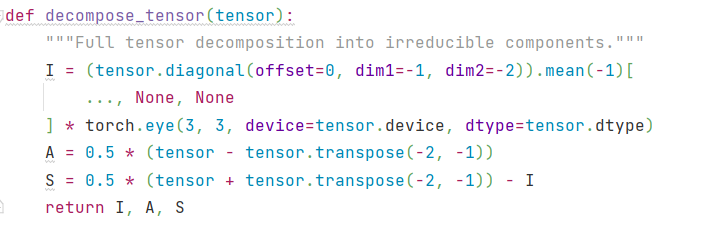 def decompose_tensor(tensor):
    """Full tensor decomposition into irreducible components."""
    I = (tensor.diagonal(offset=0, dim1=-1, dim2=-2)).mean(-1)[
        ..., None, None
    ] * torch.eye(3, 3, device=tensor.device, dtype=tensor.dtype)
    A = 0.5 * (tensor - tensor.transpose(-2, -1))
    S = 0.5 * (tensor + tensor.transpose(-2, -1)) - I
    return I, A, S